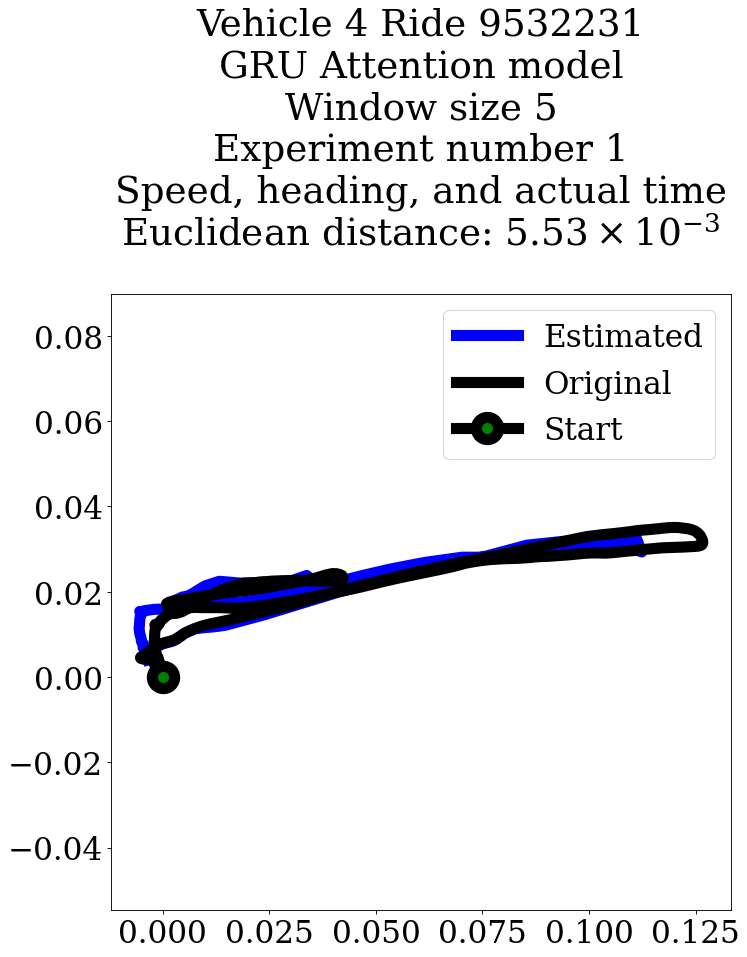 Vehicle 4 Ride 9532231
GRU Attention model
Window size 5
Experiment number 1
Speed, heading, and actual time
Euclidean distance: 5.53 × 10⁻³
Estimated
Original
Start
0.08
0.06
0.04
0.02
0.00
−0.02
−0.04
0.000 0.025 0.050 0.075 0.100 0.125